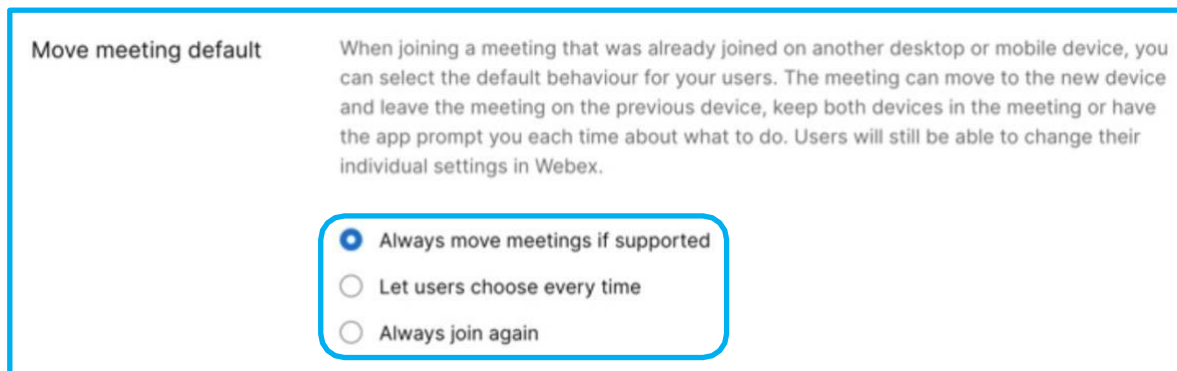 Move meeting default
When joining a meeting that was already joined on another desktop or mobile device, you
can select the default behaviour for your users. The meeting can move to the new device
and leave the meeting on the previous device, keep both devices in the meeting or have
the app prompt you each time about what to do. Users will still be able to change their
individual settings in Webex.
Always move meetings if supported
Let users choose every time
Always join again